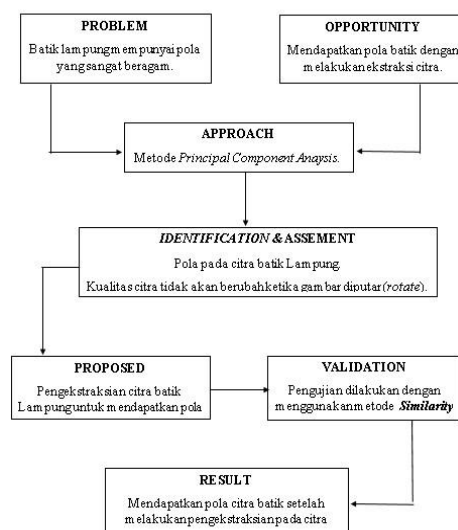 PROBLEM
Batik lampung mempunyai pola
yang sangat beragam.
OPPORTUNITY
Mendapatkan pola batik dengan
melakukan ekstraksi citra.
APPROACH
Metode Principal Component Anaysis.
IDENTIFICATION & ASSEMENT
Pola pada citra batik Lampung.
Kualitas citra tidak akan berubah ketika gambar diputar (rotate).
PROPOSED
Pengekstraksian citra batik
Lampung untuk mendapatkan pola
VALIDATION
Pengujian dilakukan dengan
menggunakan metode Similarity
RESULT
Mendapatkan pola citra batik setelah
melakukan pengekstraksian pada citra